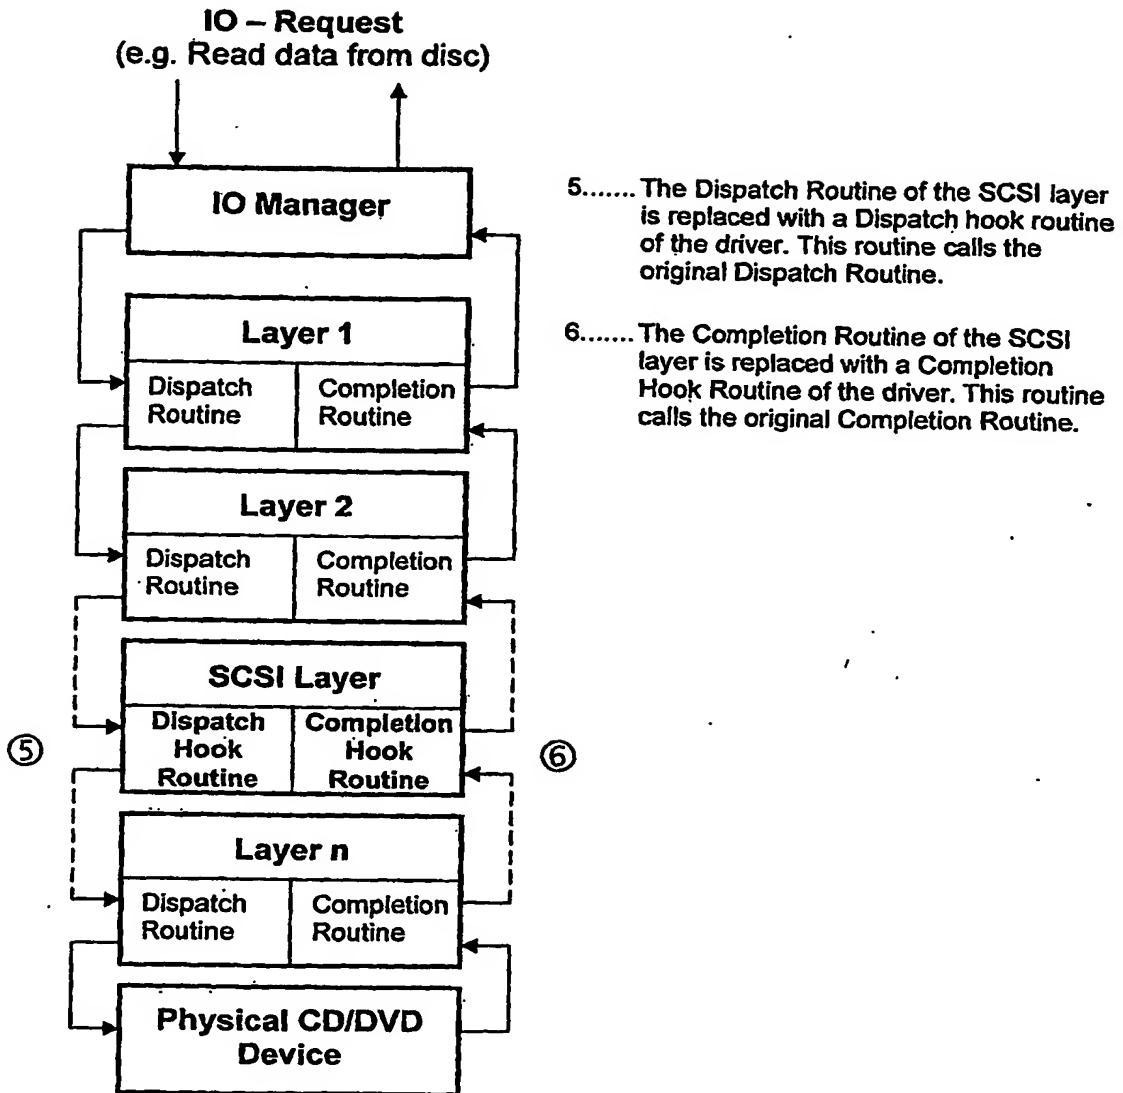 IO – Request
(e.g. Read data from disc)
IO Manager
5....... The Dispatch Routine of the SCSI layer
is replaced with a Dispatch hook routine
of the driver. This routine calls the
original Dispatch Routine.
6....... The Completion Routine of the SCSI
layer is replaced with a Completion
Hook Routine of the driver. This routine
calls the original Completion Routine.
Layer 1
Dispatch Completion
Routine Routine
Layer 2
Dispatch Completion
Routine Routine
SCSI Layer
Dispatch Completion
⑤ Hook Hook ⑥
Routine Routine
Layer n
Dispatch Completion
Routine Routine
Physical CD/DVD
Device